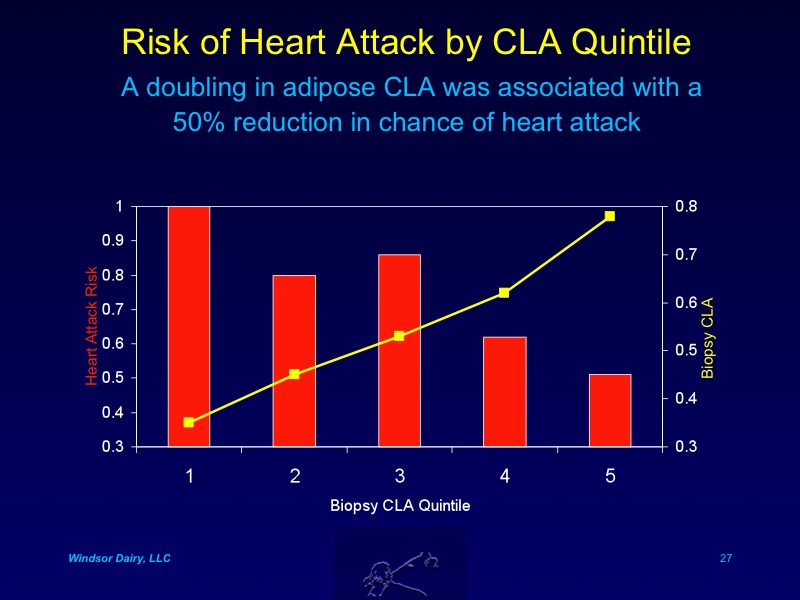 Risk of Heart Attack by CLA Quintile
A doubling in adipose CLA was associated with a
50% reduction in chance of heart attack
1
0.9
0.8
0.7
0.6
0.5
0.4
0.3
Heart Attack Risk
0.8
0.7
0.6
0.5
0.4
0.3
Biopsy CLA
1 2 3 4 5
Biopsy CLA Quintile
Windsor Dairy, LLC
27